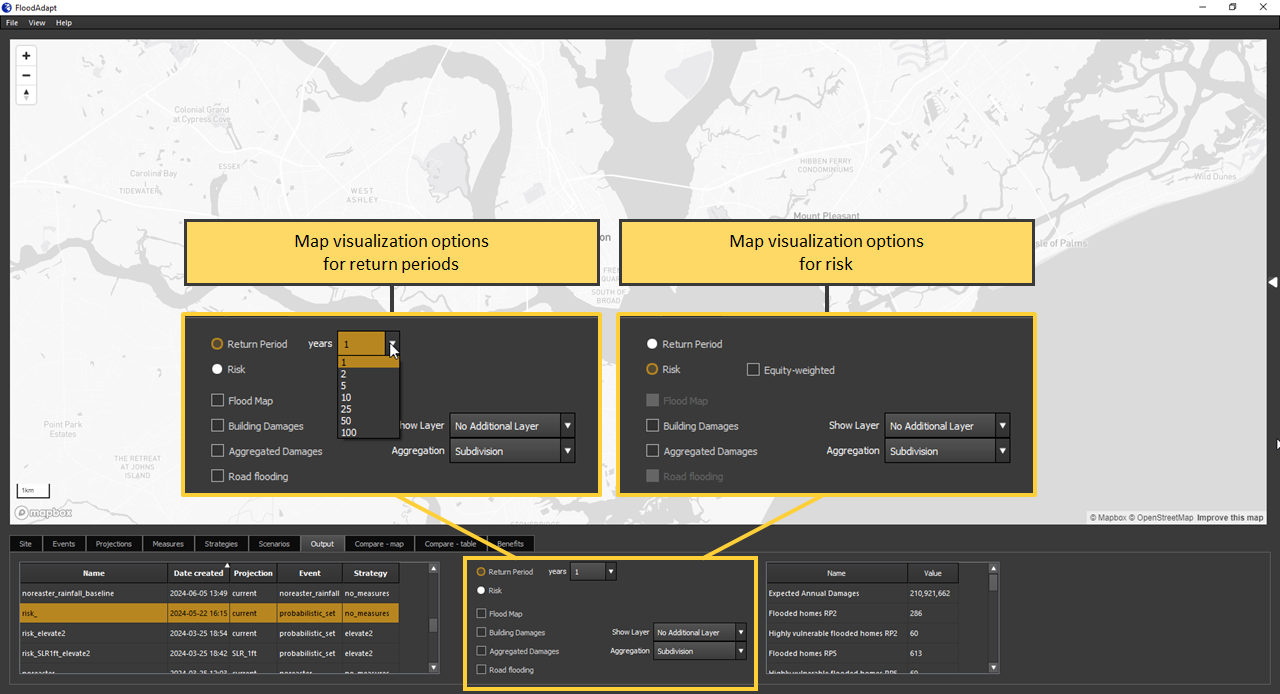 FloodAdapt
File View Help
+
−
Colonial Grand
at Cypress Cove
ESSEX
Carolina Bay
TIDEWATER
WEST
ASHLEY
HIBBEN FERRY
CONDOMINIUMS
Wild Dunes
Mount Pleasant
Isle of Palms
Map visualization options
for return periods
Map visualization options
for risk
SOUTH OF
BROAD
Return Period years 1
Risk
1
2
5
10
25
50
100
Flood Map
Building Damages
Show Layer No Additional Layer
Aggregated Damages
Aggregation Subdivision
Road flooding
Return Period
Risk Equity-weighted
Flood Map
Building Damages Show Layer No Additional Layer
Aggregated Damages Aggregation Subdivision
Road flooding
Point Park
Estates
THE RETREAT
AT JOHNS
ISLAND
1km
mapbox
© Mapbox © OpenStreetMap Improve this map
Site Events Projections Measures Strategies Scenarios Output Compare - map Compare - table Benefits
Name Date created Projection Event Strategy
noreaster_rainfall_baseline 2024-06-05 13:49 current noreaster_rainfall no_measures
risk_ 2024-05-22 16:15 current probabilistic_set no_measures
risk_elevate2 2024-03-25 18:54 current probabilistic_set elevate2
risk_SLR1ft_elevate2 2024-03-25 18:42 SLR_1ft probabilistic_set elevate2
Return Period years 1
Risk
Flood Map
Building Damages Show Layer No Additional Layer
Aggregated Damages Aggregation Subdivision
Road flooding
Name Value
Expected Annual Damages 210,921,662
Flooded homes RP2 286
Highly vulnerable flooded homes RP2 60
Flooded homes RP5 613
Highly vulnerable flooded homes RP5 60